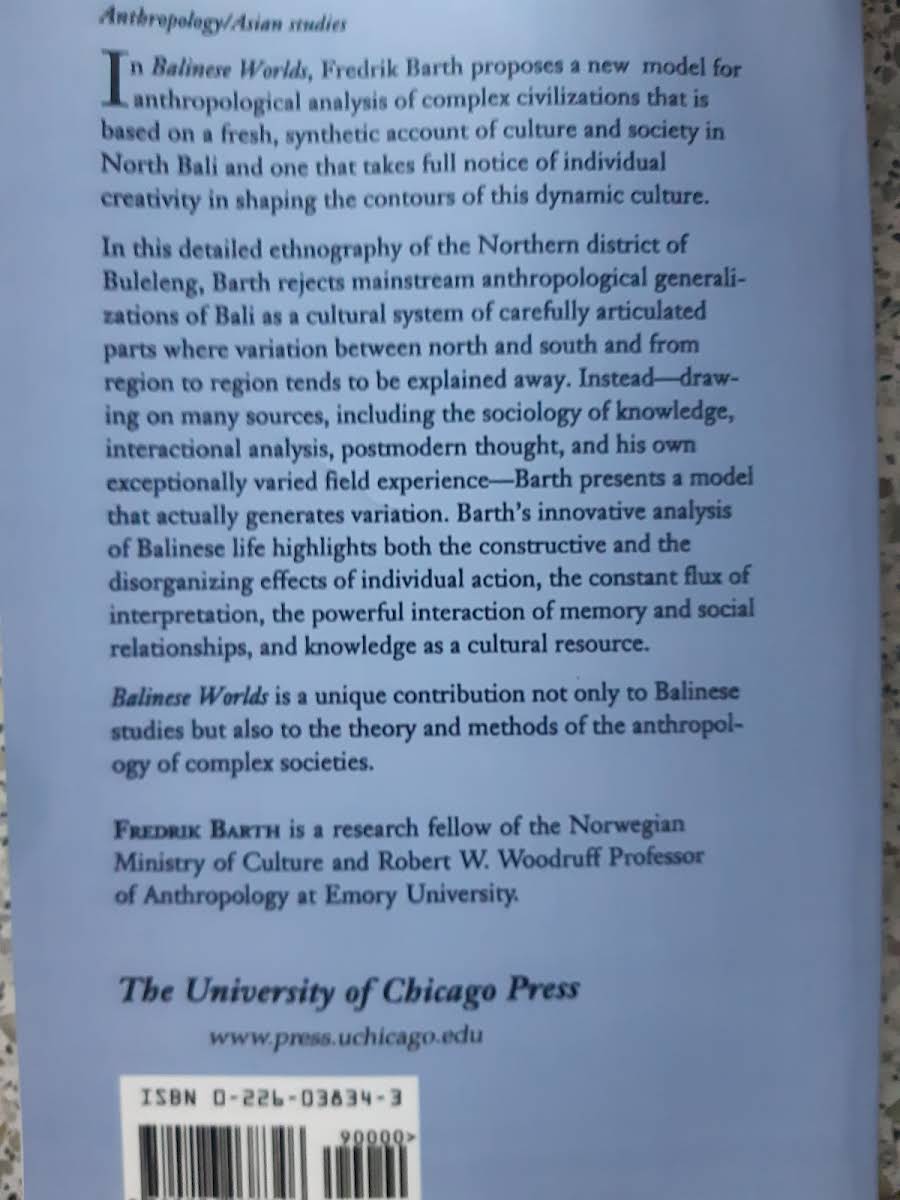 Anthropology/Asian studies
In Balinese Worlds, Fredrik Barth proposes a new model for
anthropological analysis of complex civilizations that is
based on a fresh, synthetic account of culture and society in
North Bali and one that takes full notice of individual
creativity in shaping the contours of this dynamic culture.
In this detailed ethnography of the Northern district of
Buleleng, Barth rejects mainstream anthropological generali-
zations of Bali as a cultural system of carefully articulated
parts where variation between north and south and from
region to region tends to be explained away. Instead—draw-
ing on many sources, including the sociology of knowledge,
interactional analysis, postmodern thought, and his own
exceptionally varied field experience—Barth presents a model
that actually generates variation. Barth's innovative analysis
of Balinese life highlights both the constructive and the
disorganizing effects of individual action, the constant flux of
interpretation, the powerful interaction of memory and social
relationships, and knowledge as a cultural resource.
Balinese Worlds is a unique contribution not only to Balinese
studies but also to the theory and methods of the anthropol-
ogy of complex societies.
FREDRIK BARTH is a research fellow of the Norwegian
Ministry of Culture and Robert W. Woodruff Professor
of Anthropology at Emory University.
The University of Chicago Press
www.press.uchicago.edu
ISBN 0-226-03834-3
90000>